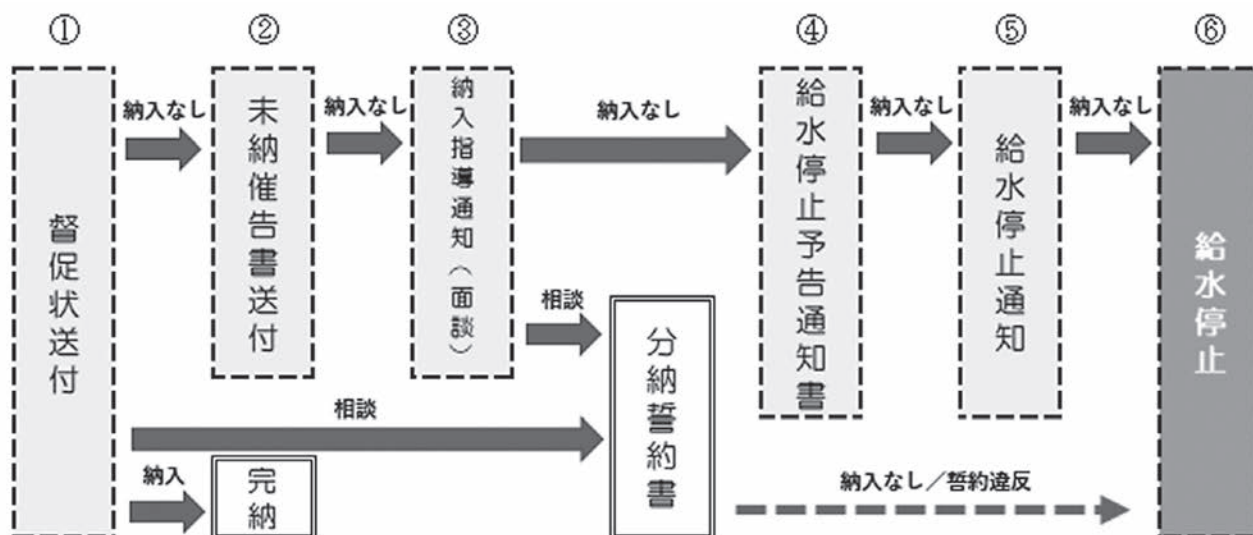 ①
②
③
④
⑤
⑥
督促状送付
納入なし
未納催告書送付
納入なし
納入指導通知（面談）
納入なし
給水停止予告通知書
納入なし
給水停止通知
納入なし
給水停止
相談
分納誓約書
相談
納入
完納
納入なし／誓約違反